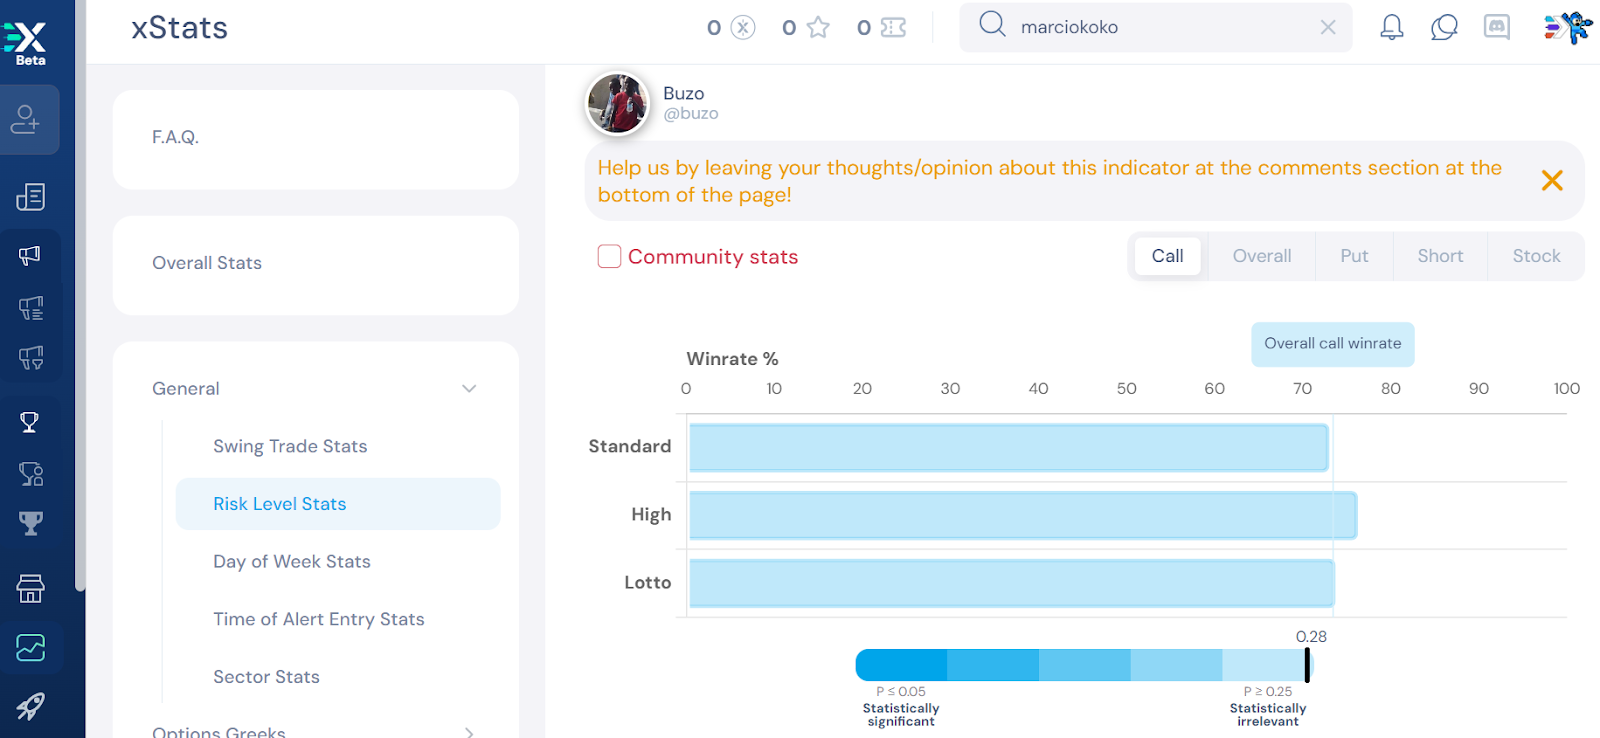 X
Beta
xStats
0
0
0
marciokoko
F.A.Q.
Overall Stats
General
Swing Trade Stats
Risk Level Stats
Day of Week Stats
Time of Alert Entry Stats
Sector Stats
Options Greeks
Buzo
@buzo
Help us by leaving your thoughts/opinion about this indicator at the comments section at the
bottom of the page!
Community stats
Call Overall Put Short Stock
Overall call winrate
Winrate %
0 10 20 30 40 50 60 70 80 90 100
Standard
High
Lotto
0.28
P ≤ 0.05
Statistically
significant
P ≥ 0.25
Statistically
irrelevant